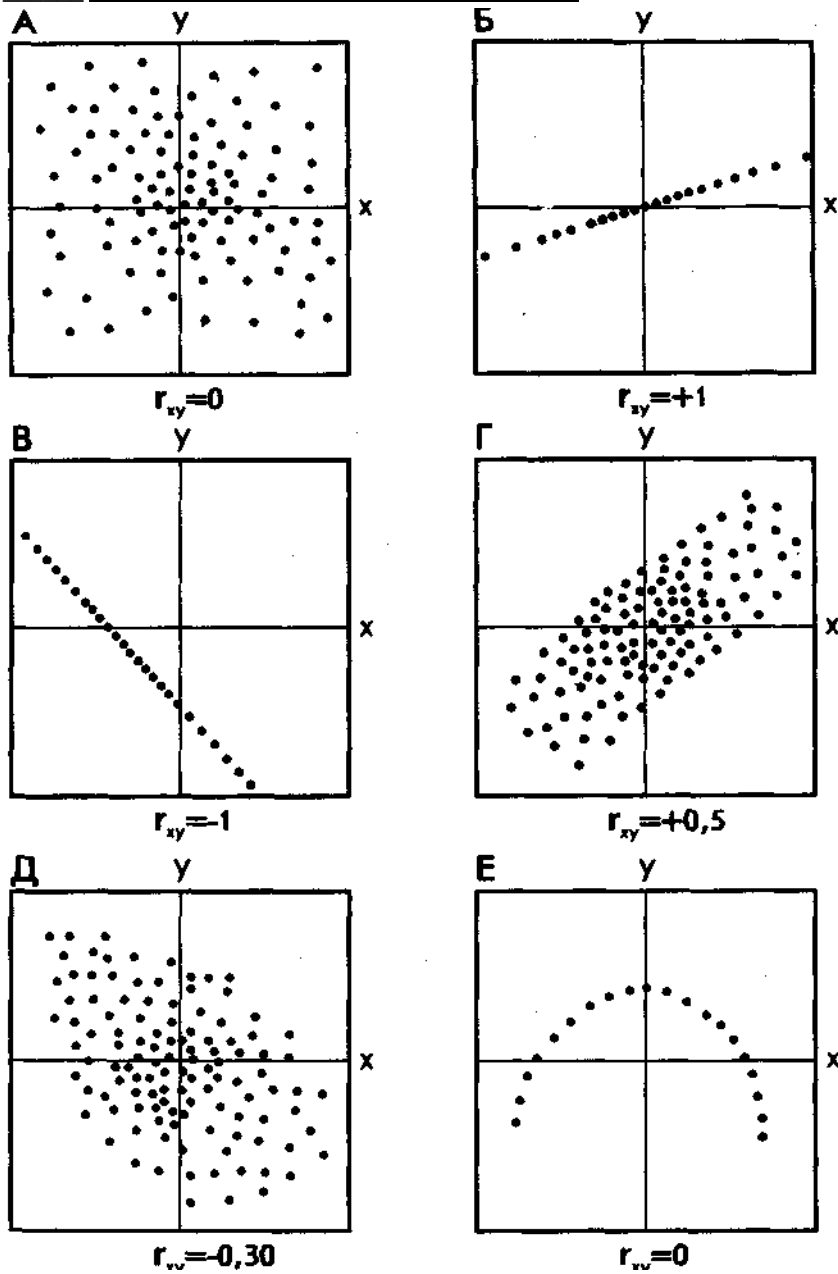 А
y
x
r_xy=0
Б
y
x
r_xy=+1
В
y
x
r_xy=-1
Г
y
x
r_xy=+0,5
Д
y
x
r_xy=-0,30
Е
y
x
r_xy=0